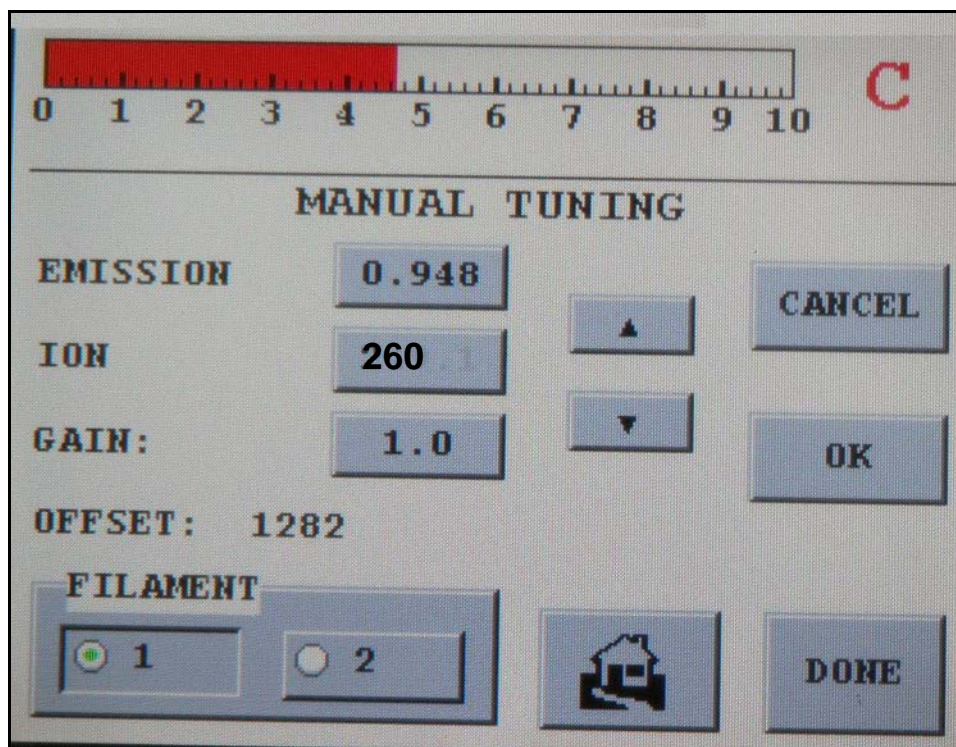 0 1 2 3 4 5 6 7 8 9 10
C
MANUAL TUNING
EMISSION 0.948
CANCEL
ION 260 .1
GAIN: 1.0
OK
OFFSET: 1282
FILAMENT
1 2
DONE